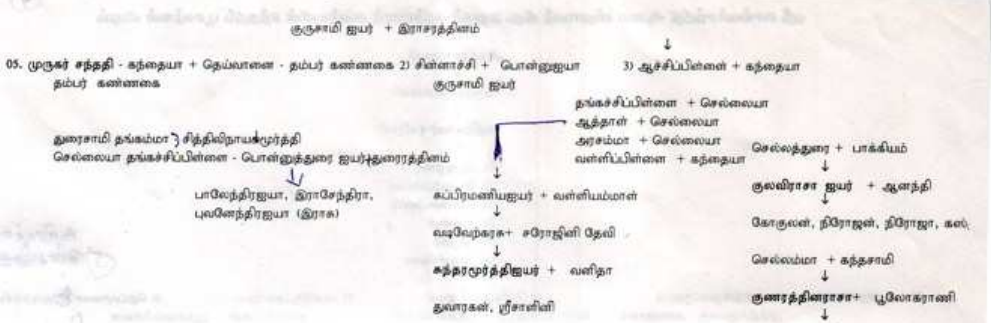 குருசாமி ஐயர் + இராசரத்தினம்
↓
05. முருகர் சந்ததி - கந்தையா + தெய்வானை - தம்பர் கண்ணகை 2) சின்னாச்சி + பொன்னுஐயா 3) ஆச்சிப்பிள்ளை + கந்தையா
தம்பர் கண்ணகை குருசாமி ஐயர்
தங்கச்சிப்பிள்ளை + செல்லையா
ஆத்தாள் + செல்லையா
அரசம்மா + செல்லையா
வள்ளிப்பிள்ளை + கந்தையா
துரைசாமி தங்கம்மா } சித்திவிநாயகமூர்த்தி
செல்லையா தங்கச்சிப்பிள்ளை - பொன்னுத்துரை ஐயர்+துரைரத்தினம்
↓
பாலேந்திரஐயா, இராசேந்திரா,
புவனேந்திரஐயா (இராசு)
↓
சுப்பிரமணியஐயர் + வள்ளியம்மாள்
↓
வடிவேற்கரசு+ சரோஜினி தேவி
↓
சுந்தரமூர்த்திஐயர் + வனிதா
துவாரகன், ஸ்ரீசாளினி
செல்லத்துரை + பாக்கியம்
↓
குலவிராசா ஐயர் + ஆனந்தி
↓
கோகுலன், நிரோஜன், நிரோஜா, கஸ்,
செல்லம்மா + கந்தசாமி
↓
குணரத்தினராசா+ பூலோகராணி
↓